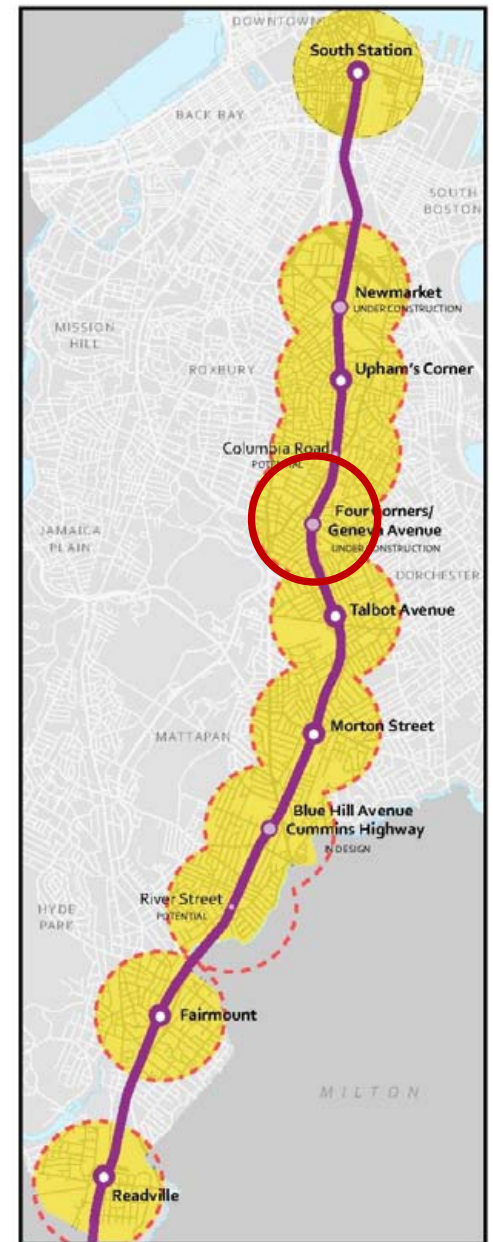 DOWNTOWN
South Station
BACK BAY
SOUTH
BOSTON
Newmarket
UNDER CONSTRUCTION
MISSION
HILL
ROXBURY
Upham's Corner
Columbia Road
POTENTIAL
Four Corners/
Geneva Avenue
UNDER CONSTRUCTION
JAMAICA
PLAIN
DORCHESTER
Talbot Avenue
Morton Street
MATTAPAN
Blue Hill Avenue
Cummins Highway
IN DESIGN
River Street
POTENTIAL
HYDE
PARK
Fairmount
MILTON
Readville